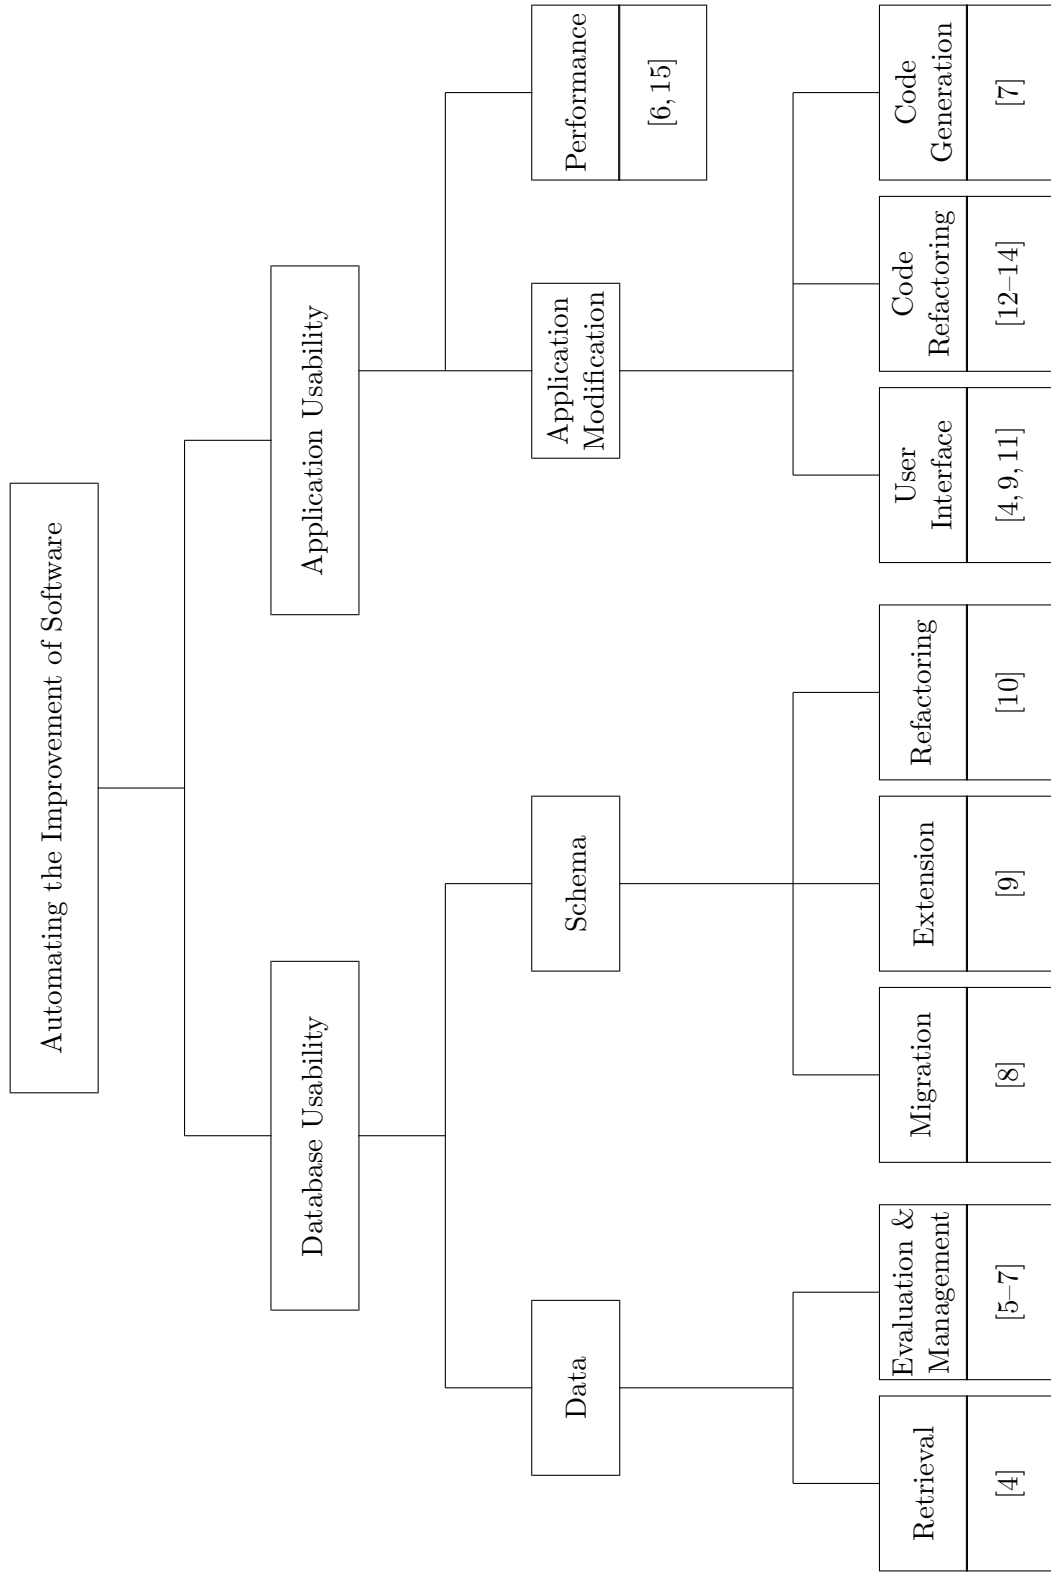 Automating the Improvement of Software
Database Usability
Application Usability
Data
Schema
Application
Modification
Performance
[6, 15]
Retrieval
[4]
Evaluation &
Management
[5–7]
Migration
[8]
Extension
[9]
Refactoring
[10]
User
Interface
[4, 9, 11]
Code
Refactoring
[12–14]
Code
Generation
[7]